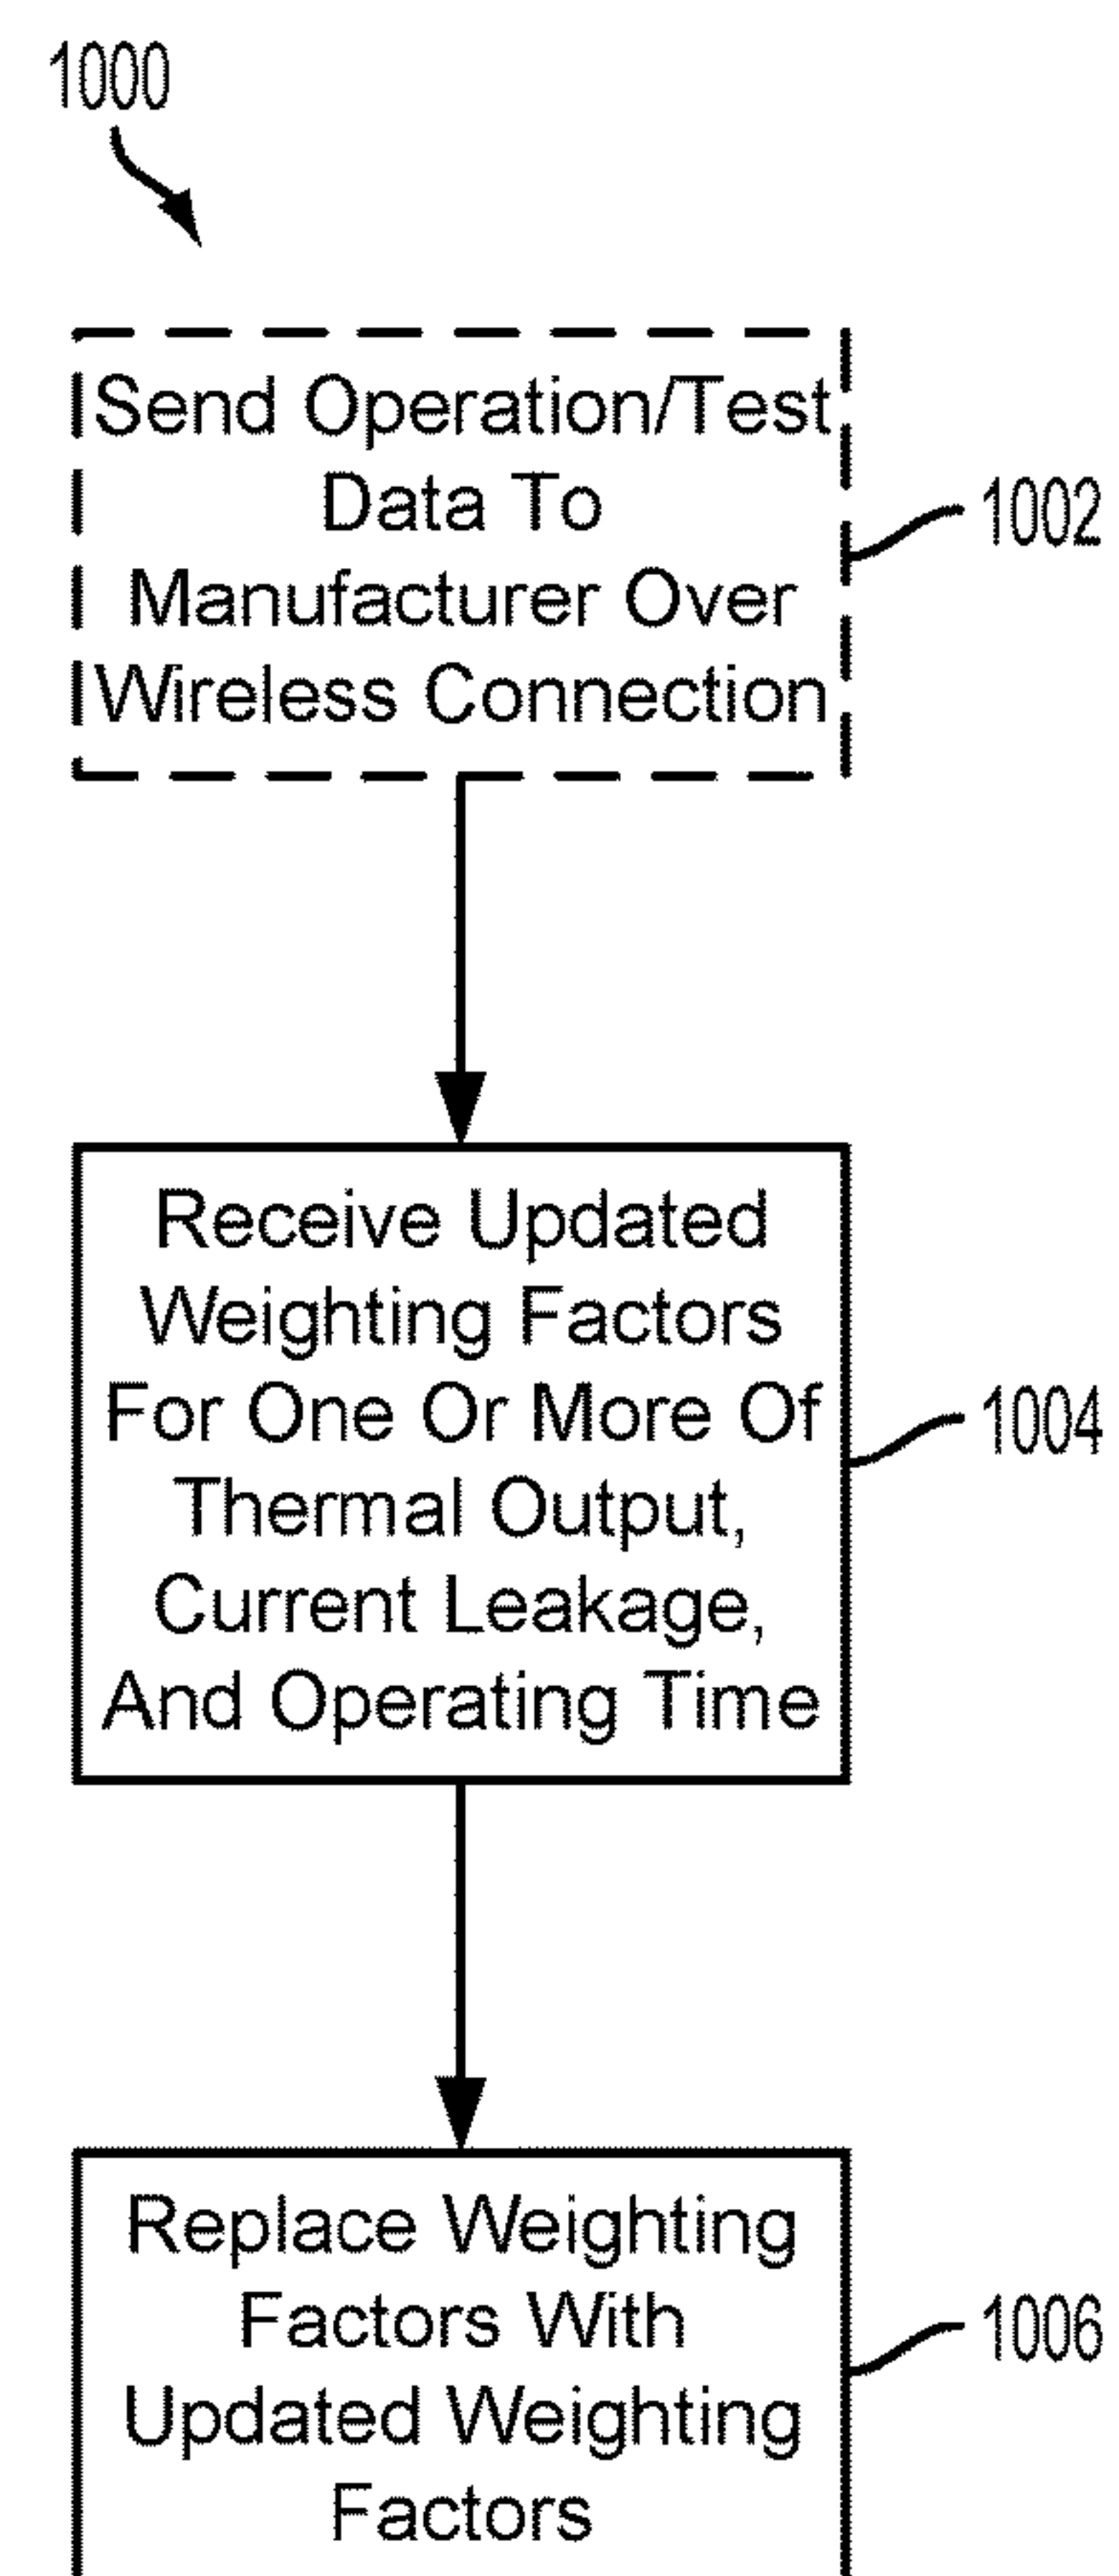 1000
Send Operation/Test
Data To
Manufacturer Over
Wireless Connection
1002
Receive Updated
Weighting Factors
For One Or More Of
Thermal Output,
Current Leakage,
And Operating Time
1004
Replace Weighting
Factors With
Updated Weighting
Factors
1006